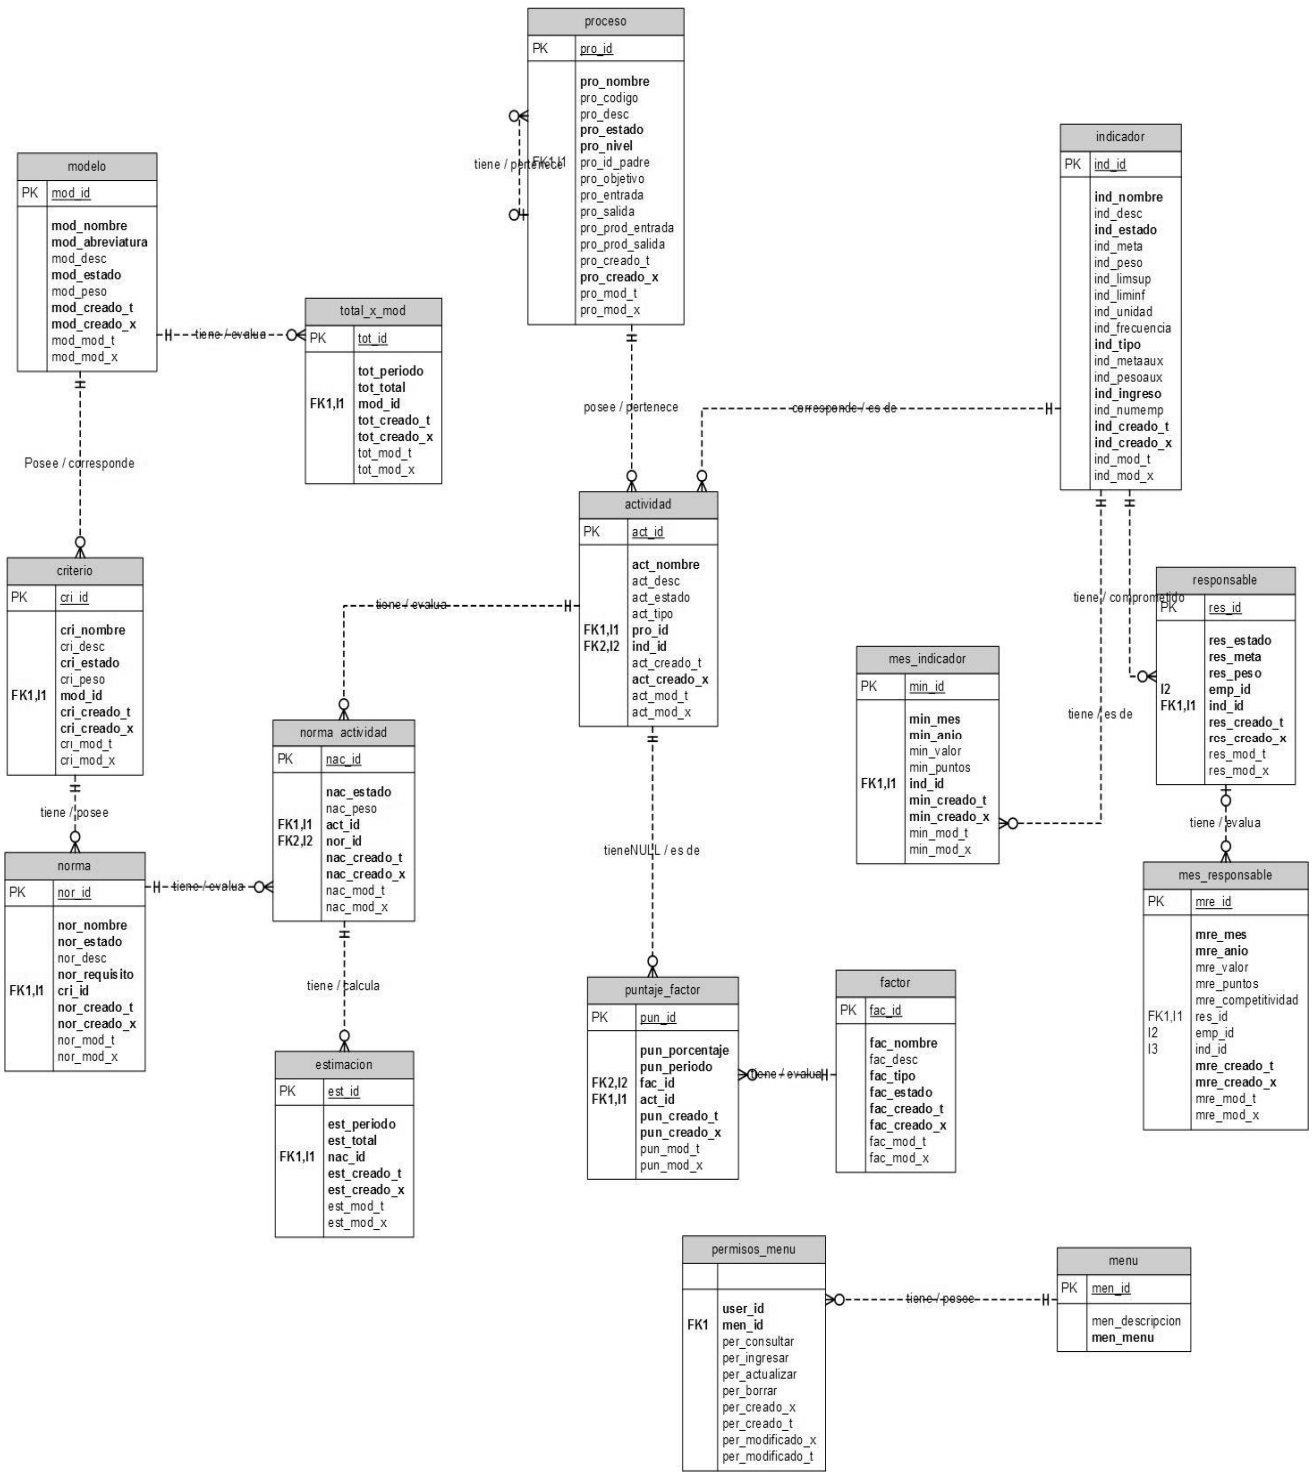 proceso
PK pro_id
pro_nombre
pro_codigo
pro_desc
pro_estado
pro_nivel
FK1,I1 pro_id_padre
pro_objetivo
pro_entrada
pro_salida
pro_prod_entrada
pro_prod_salida
pro_creado_t
pro_creado_x
pro_mod_t
pro_mod_x
tiene / pertenece
indicador
PK ind_id
ind_nombre
ind_desc
ind_estado
ind_meta
ind_peso
ind_limsup
ind_liminf
ind_unidad
ind_frecuencia
ind_tipo
ind_metaaux
ind_pesoaux
ind_ingreso
ind_numemp
ind_creado_t
ind_creado_x
ind_mod_t
ind_mod_x
modelo
PK mod_id
mod_nombre
mod_abreviatura
mod_desc
mod_estado
mod_peso
mod_creado_t
mod_creado_x
mod_mod_t
mod_mod_x
tiene / evalua
total_x_mod
PK tot_id
tot_periodo
tot_total
FK1,I1 mod_id
tot_creado_t
tot_creado_x
tot_mod_t
tot_mod_x
posee / pertenece
corresponde / es de
Posee / corresponde
actividad
PK act_id
act_nombre
act_desc
act_estado
act_tipo
FK1,I1 pro_id
FK2,I2 ind_id
act_creado_t
act_creado_x
act_mod_t
act_mod_x
criterio
PK cri_id
cri_nombre
cri_desc
cri_estado
cri_peso
FK1,I1 mod_id
cri_creado_t
cri_creado_x
cri_mod_t
cri_mod_x
tiene / evalua
tiene / comprometido
responsable
PK res_id
res_estado
res_meta
res_peso
I2 emp_id
FK1,I1 ind_id
res_creado_t
res_creado_x
res_mod_t
res_mod_x
mes_indicador
PK min_id
min_mes
min_anio
min_valor
min_puntos
FK1,I1 ind_id
min_creado_t
min_creado_x
min_mod_t
min_mod_x
tiene / es de
norma_actividad
PK nac_id
nac_estado
nac_peso
FK1,I1 act_id
FK2,I2 nor_id
nac_creado_t
nac_creado_x
nac_mod_t
nac_mod_x
tiene / posee
tiene / evalua
norma
PK nor_id
nor_nombre
nor_estado
nor_desc
nor_requisito
FK1,I1 cri_id
nor_creado_t
nor_creado_x
nor_mod_t
nor_mod_x
tiene / evalua
tieneNULL / es de
mes_responsable
PK mre_id
mre_mes
mre_anio
mre_valor
mre_puntos
mre_competitividad
FK1,I1 res_id
I2 emp_id
I3 ind_id
mre_creado_t
mre_creado_x
mre_mod_t
mre_mod_x
tiene / calcula
puntaje_factor
PK pun_id
pun_porcentaje
pun_periodo
FK2,I2 fac_id
FK1,I1 act_id
pun_creado_t
pun_creado_x
pun_mod_t
pun_mod_x
tiene / evalua
factor
PK fac_id
fac_nombre
fac_desc
fac_tipo
fac_estado
fac_creado_t
fac_creado_x
fac_mod_t
fac_mod_x
estimacion
PK est_id
est_periodo
est_total
FK1,I1 nac_id
est_creado_t
est_creado_x
est_mod_t
est_mod_x
permisos_menu
user_id
FK1 men_id
per_consultar
per_ingresar
per_actualizar
per_borrar
per_creado_x
per_creado_t
per_modificado_x
per_modificado_t
tiene / posee
menu
PK men_id
men_descripcion
men_menu